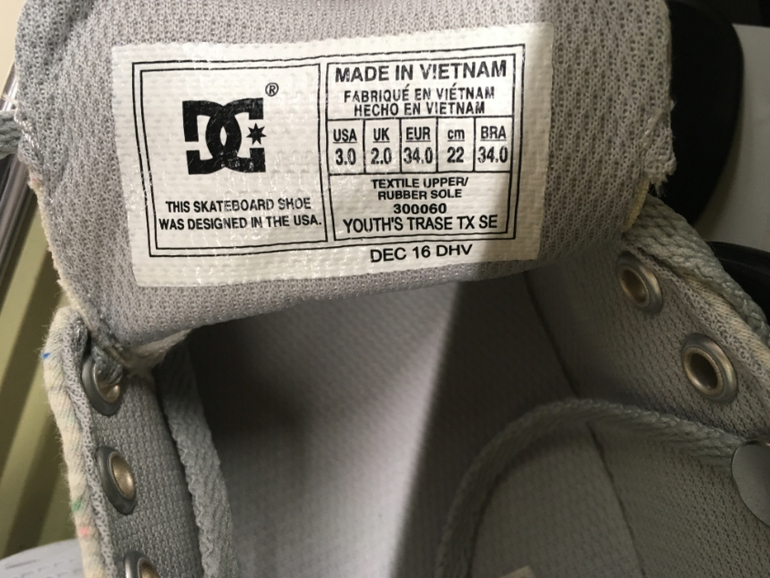 DC ®
THIS SKATEBOARD SHOE
WAS DESIGNED IN THE USA.
MADE IN VIETNAM
FABRIQUÉ EN VIÉTNAM
HECHO EN VIETNAM
USA UK EUR cm BRA
3.0 2.0 34.0 22 34.0
TEXTILE UPPER/
RUBBER SOLE
300060
YOUTH'S TRASE TX SE
DEC 16 DHV